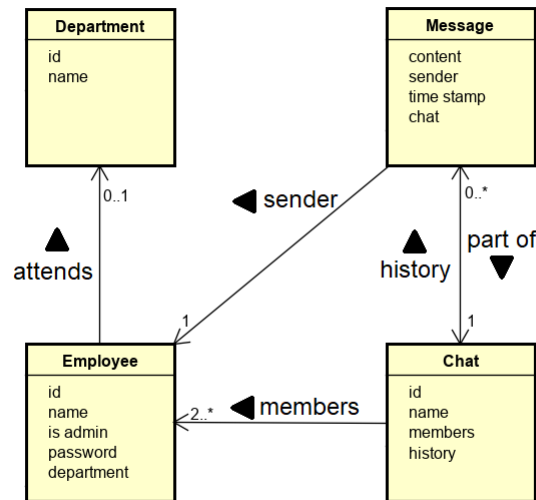 Department
id
name
Message
content
sender
time stamp
chat
0..1
sender
0..*
attends
history
part of
1
1
Employee
id
name
is admin
password
department
2..*
members
Chat
id
name
members
history